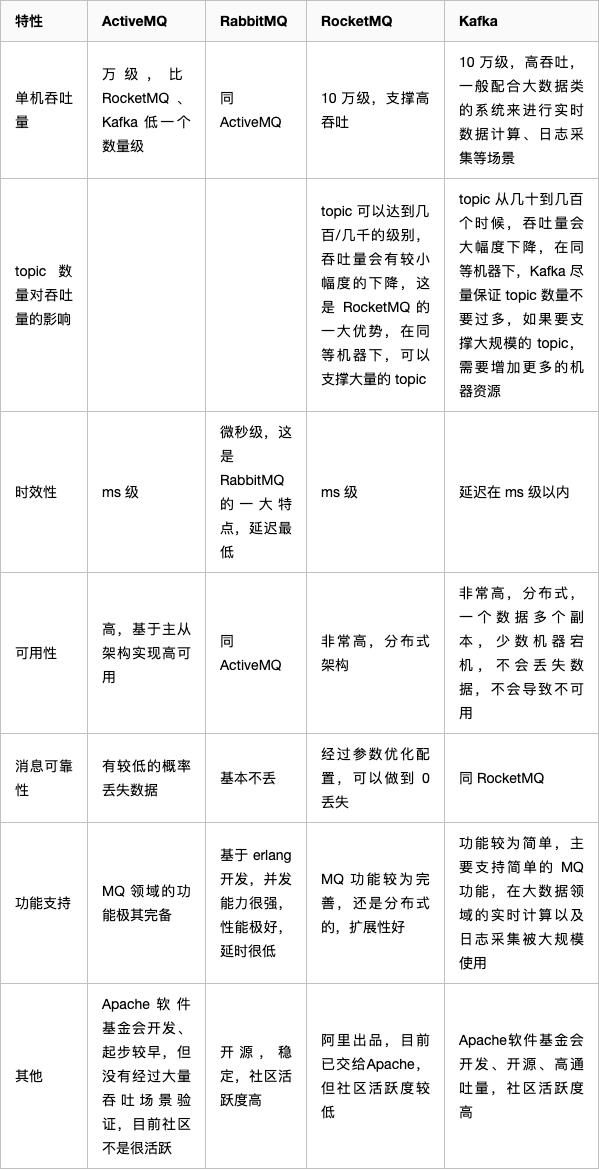 特性
ActiveMQ
RabbitMQ
RocketMQ
Kafka
单机吞吐
量
万级，比
RocketMQ、
Kafka 低一个
数量级
同
ActiveMQ
10 万级，支撑高
吞吐
10 万级，高吞吐，
一般配合大数据类
的系统来进行实时
数据计算、日志采
集等场景
topic 数
量对吞吐
量的影响
topic 可以达到几
百/几千的级别，
吞吐量会有较小
幅度的下降，这
是 RocketMQ 的
一大优势，在同
等机器下，可以
支撑大量的 topic
topic 从几十到几百
个时候，吞吐量会
大幅度下降，在同
等机器下，Kafka 尽
量保证 topic 数量不
要过多，如果要支
撑大规模的 topic，
需要增加更多的机
器资源
时效性
ms 级
微秒级，这
是
RabbitMQ
的一大特
点，延迟最
低
ms 级
延迟在 ms 级以内
可用性
高，基于主从
架构实现高可
用
同
ActiveMQ
非常高，分布式
架构
非常高，分布式，
一个数据多个副
本，少数机器宕
机，不会丢失数
据，不会导致不可
用
消息可靠
性
有较低的概率
丢失数据
基本不丢
经过参数优化配
置，可以做到 0
丢失
同 RocketMQ
功能支持
MQ 领域的功
能极其完备
基于 erlang
开发，并发
能力很强，
性能极好，
延时很低
MQ 功能较为完
善，还是分布式
的，扩展性好
功能较为简单，主
要支持简单的 MQ
功能，在大数据领
域的实时计算以及
日志采集被大规模
使用
其他
Apache 软件
基金会开发、
起步较早，但
没有经过大量
吞吐场景验
证，目前社区
不是很活跃
开源，稳
定，社区活
跃度高
阿里出品，目前
已交给Apache，
但社区活跃度较
低
Apache软件基金会
开发、开源、高通
吐量，社区活跃度
高